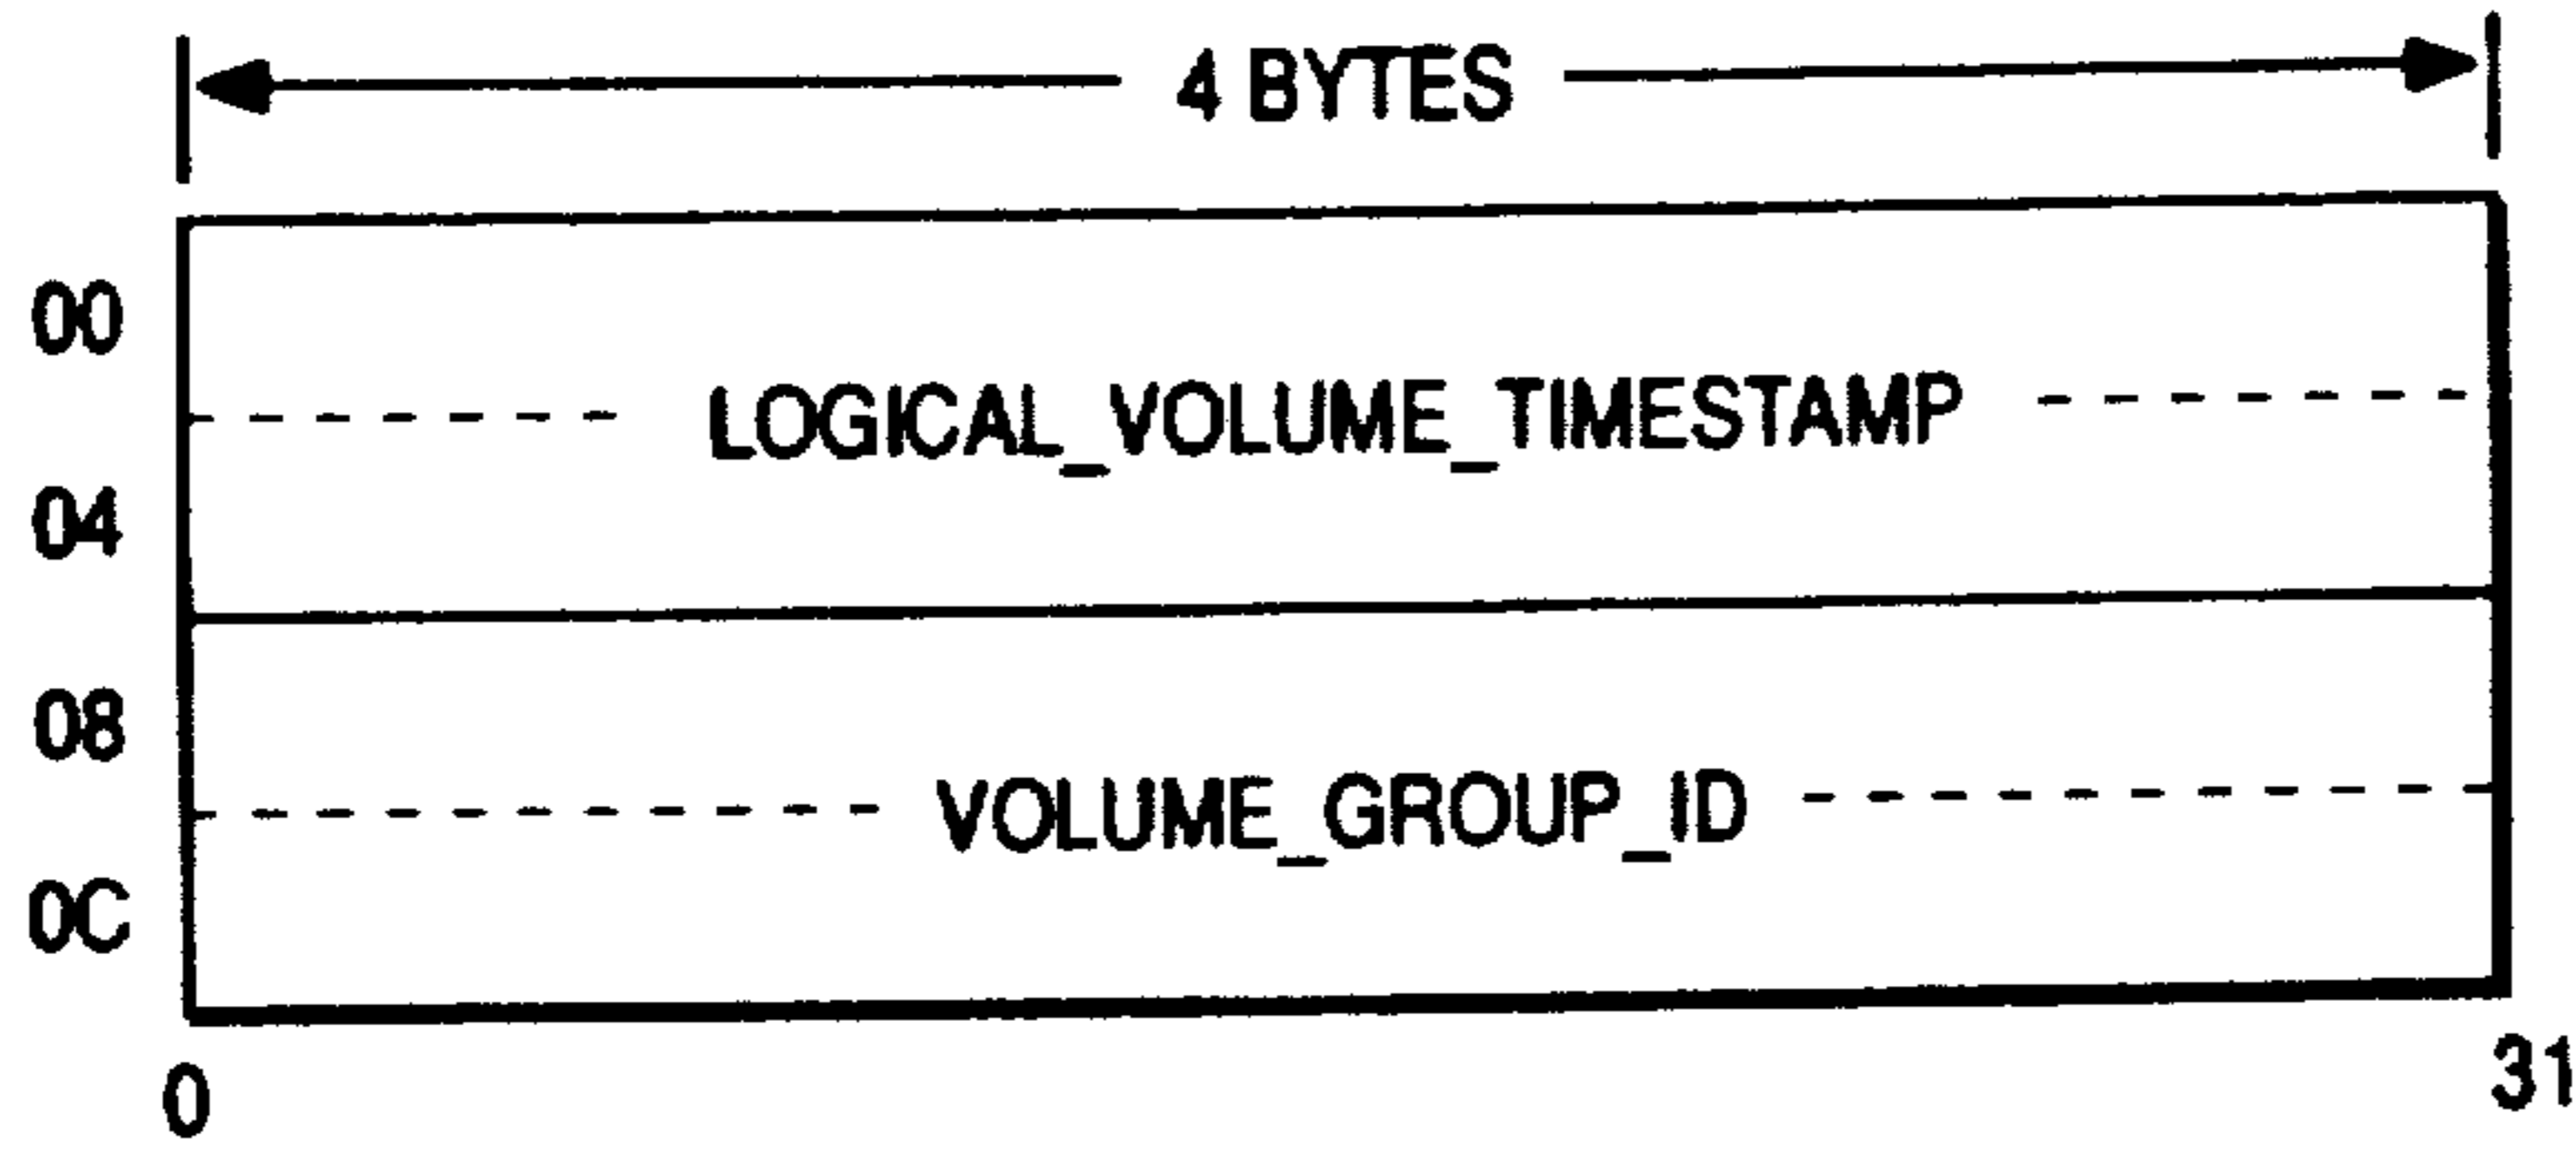 4 BYTES
00
LOGICAL_VOLUME_TIMESTAMP
04
08
VOLUME_GROUP_ID
0C
0 31